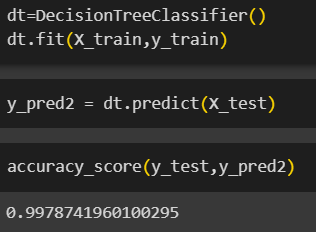 dt=DecisionTreeClassifier()
dt.fit(X_train,y_train)
y_pred2 = dt.predict(X_test)
accuracy_score(y_test,y_pred2)
0.9978741960100295